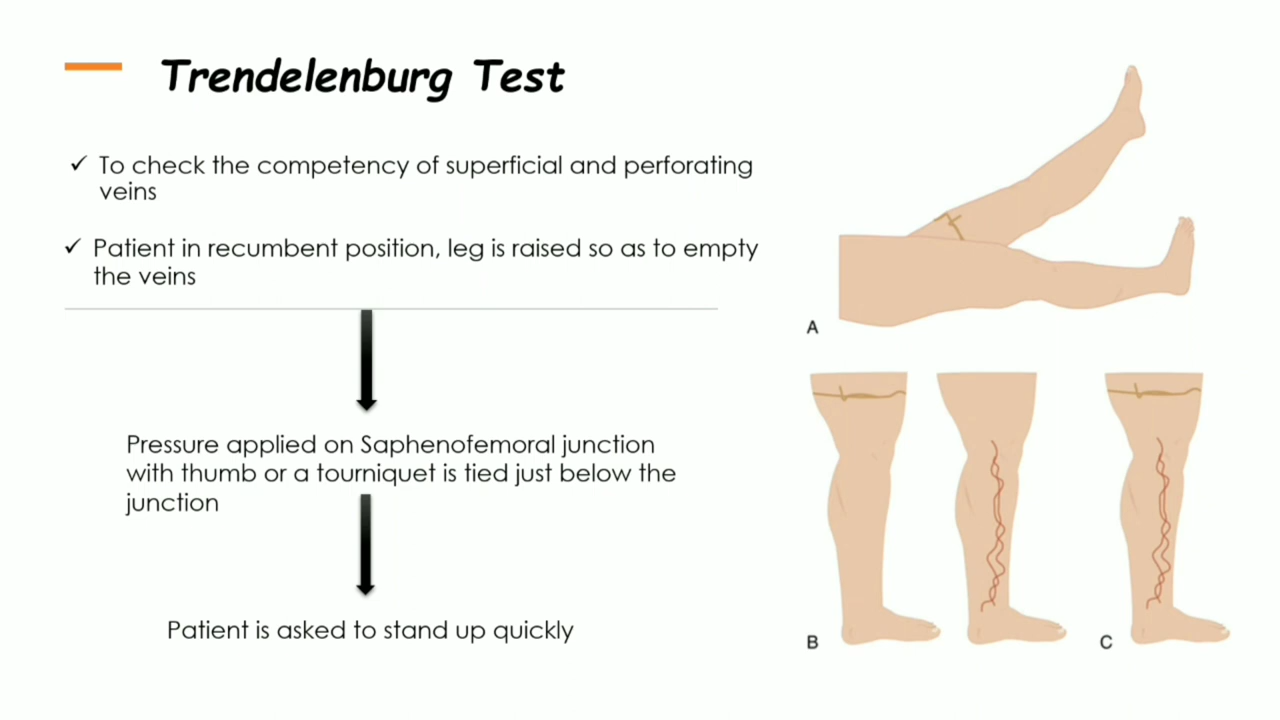 Trendelenburg Test
✓ To check the competency of superficial and perforating
veins
✓ Patient in recumbent position, leg is raised so as to empty
the veins
Pressure applied on Saphenofemoral junction
with thumb or a tourniquet is tied just below the
junction
Patient is asked to stand up quickly
A
B
C